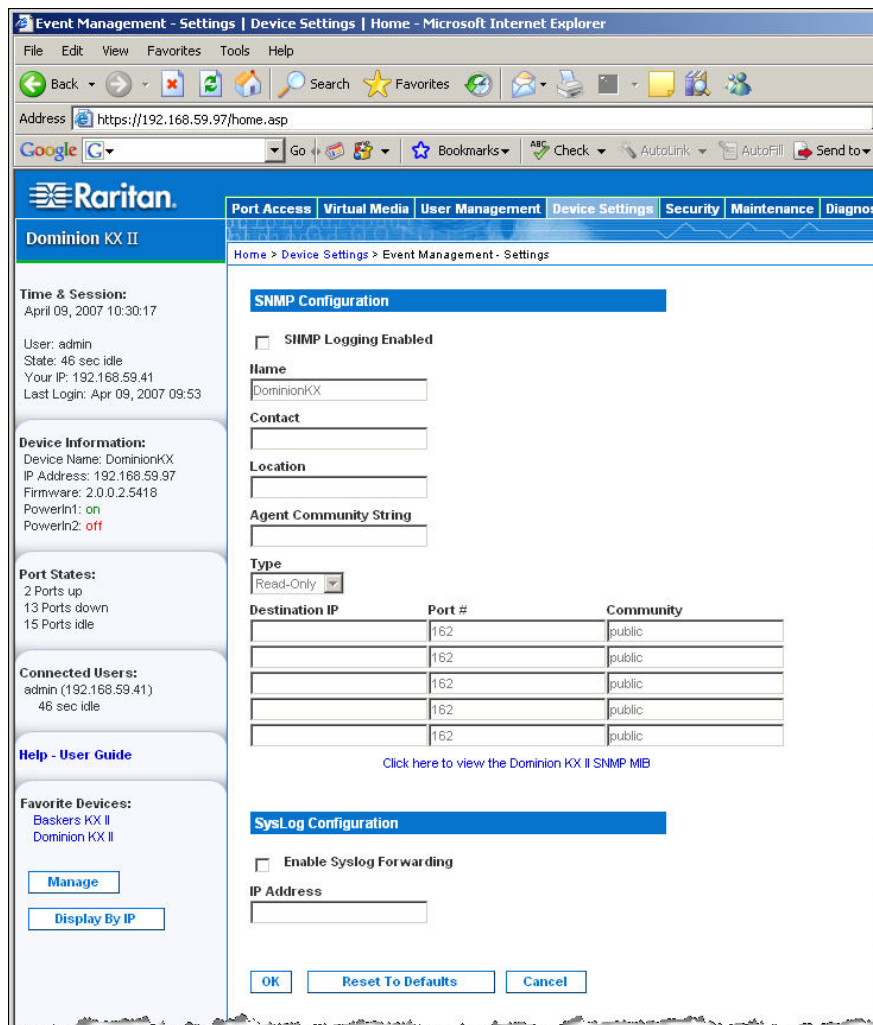 Event Management - Settings | Device Settings | Home - Microsoft Internet Explorer
File Edit View Favorites Tools Help
Back Search Favorites
Address https://192.168.59.97/home.asp
Google G Go Bookmarks ABC Check AutoLink AutoFill Send to
Raritan.
Port Access Virtual Media User Management Device Settings Security Maintenance Diagnos
Dominion KX II
Home > Device Settings > Event Management - Settings
Time & Session:
April 09, 2007 10:30:17
User: admin
State: 46 sec idle
Your IP: 192.168.59.41
Last Login: Apr 09, 2007 09:53
Device Information:
Device Name: DominionKX
IP Address: 192.168.59.97
Firmware: 2.0.0.2.5418
PowerIn1: on
PowerIn2: off
Port States:
2 Ports up
13 Ports down
15 Ports idle
Connected Users:
admin (192.168.59.41)
46 sec idle
Help - User Guide
Favorite Devices:
Baskers KX II
Dominion KX II
Manage
Display By IP
SNMP Configuration
SNMP Logging Enabled
Name
DominionKX
Contact
Location
Agent Community String
Type
Read-Only
Destination IP Port # Community
162 public
162 public
162 public
162 public
162 public
Click here to view the Dominion KX II SNMP MIB
SysLog Configuration
Enable Syslog Forwarding
IP Address
OK Reset To Defaults Cancel